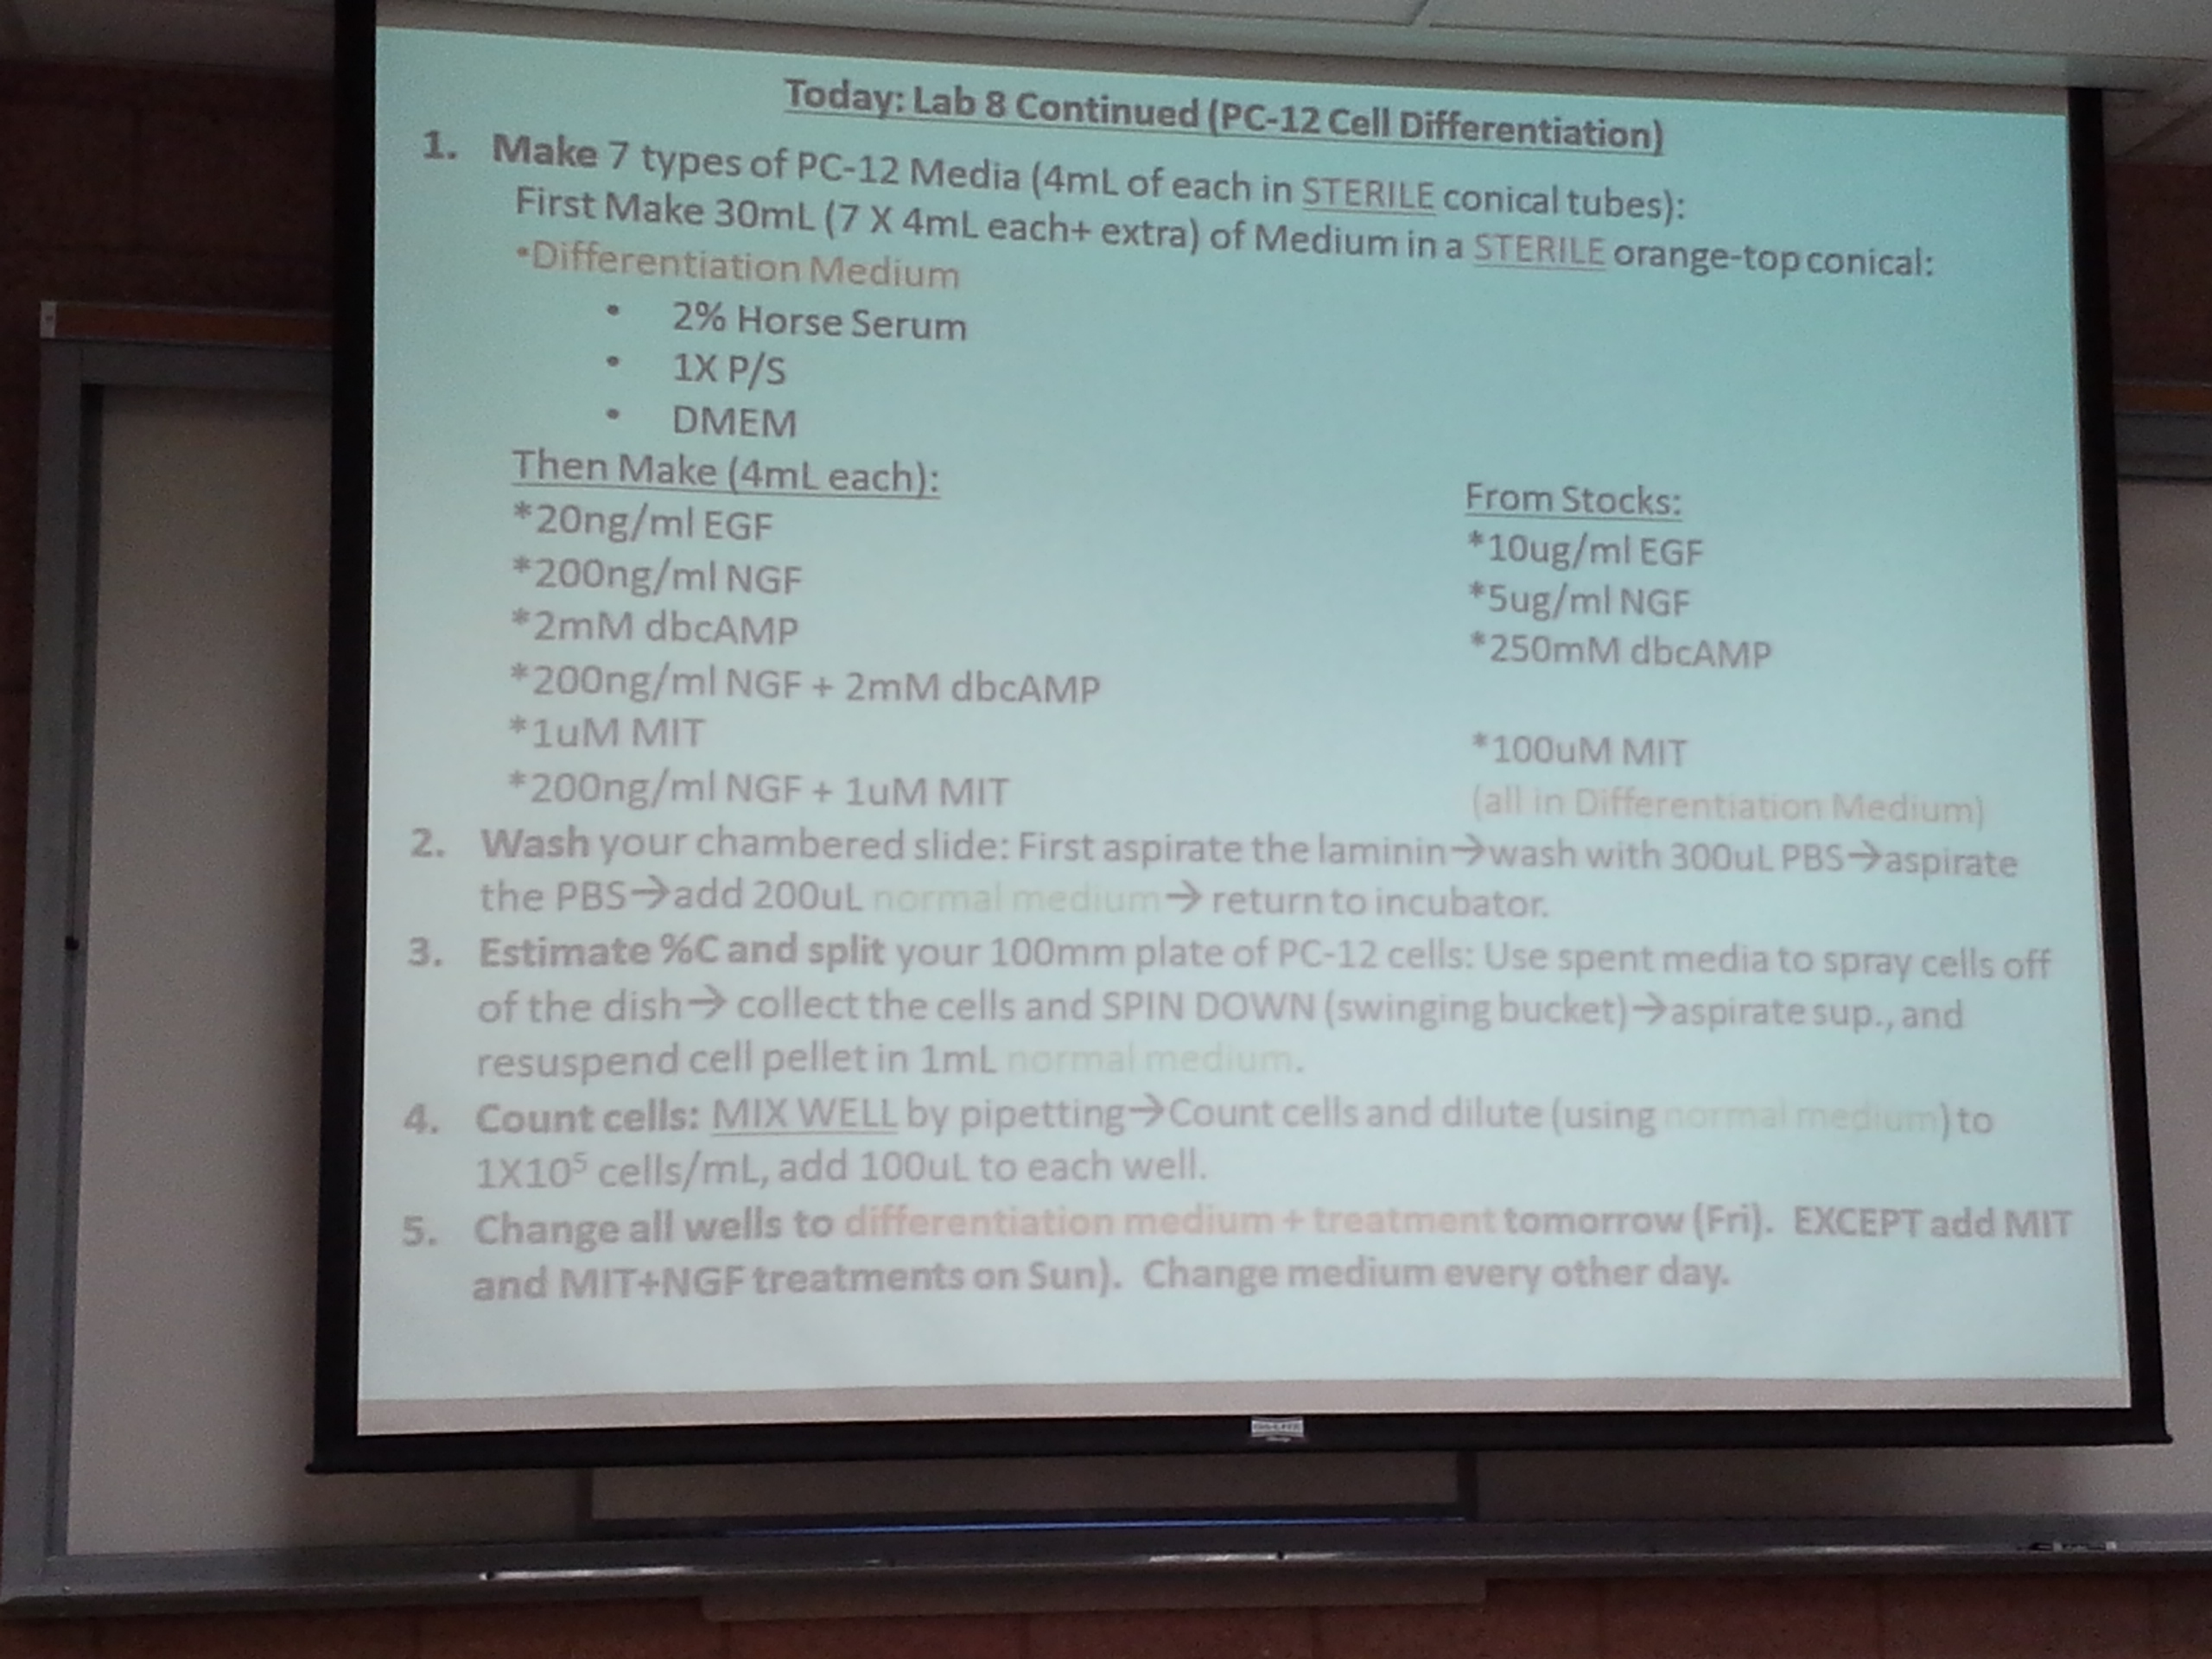 Today: Lab 8 Continued (PC-12 Cell Differentiation)
1. Make 7 types of PC-12 Media (4mL of each in STERILE conical tubes):
First Make 30mL (7 X 4mL each+ extra) of Medium in a STERILE orange-top conical:
•Differentiation Medium
• 2% Horse Serum
• 1X P/S
• DMEM
Then Make (4mL each):
*20ng/ml EGF
*200ng/ml NGF
*2mM dbcAMP
*200ng/ml NGF + 2mM dbcAMP
*1uM MIT
*200ng/ml NGF + 1uM MIT
From Stocks:
*10ug/ml EGF
*5ug/ml NGF
*250mM dbcAMP
*100uM MIT
(all in Differentiation Medium)
2. Wash your chambered slide: First aspirate the laminin→wash with 300uL PBS→aspirate
the PBS→add 200uL normal medium→ return to incubator.
3. Estimate %C and split your 100mm plate of PC-12 cells: Use spent media to spray cells off
of the dish→ collect the cells and SPIN DOWN (swinging bucket)→aspirate sup., and
resuspend cell pellet in 1mL normal medium.
4. Count cells: MIX WELL by pipetting→Count cells and dilute (using normal medium) to
1X10⁵ cells/mL, add 100uL to each well.
5. Change all wells to differentiation medium + treatment tomorrow (Fri). EXCEPT add MIT
and MIT+NGF treatments on Sun). Change medium every other day.